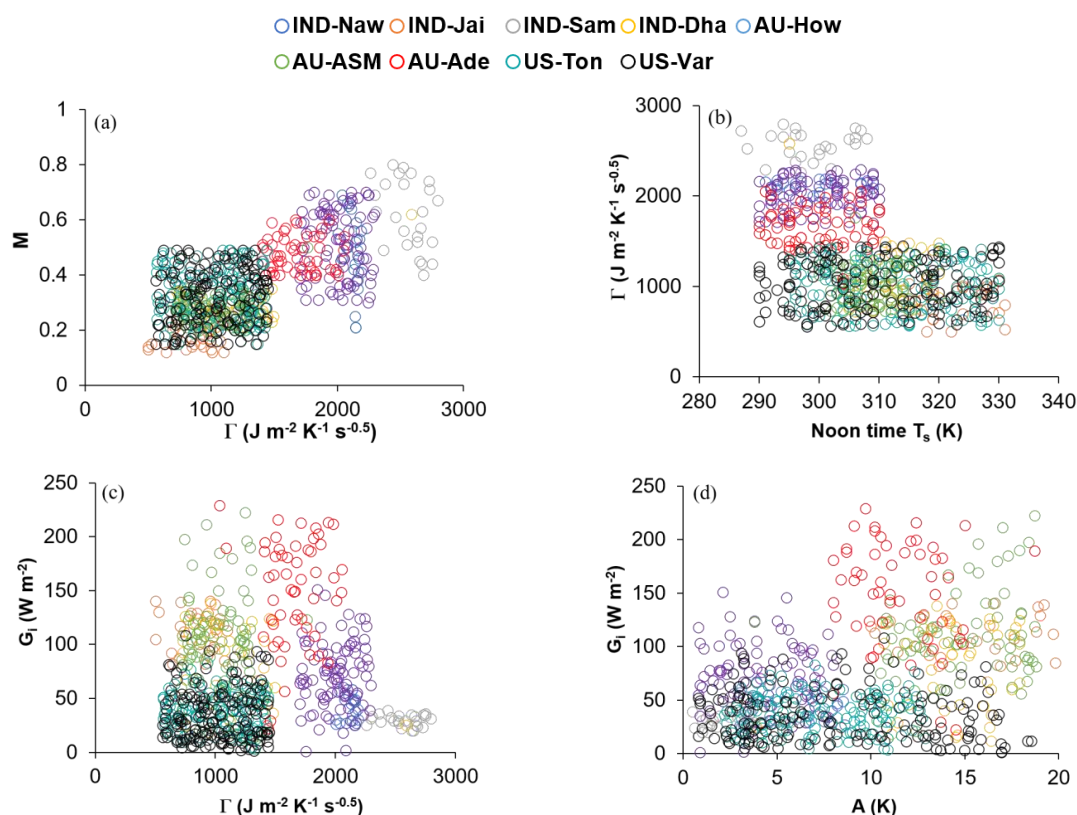 IND-Naw IND-Jai IND-Sam IND-Dha AU-How
AU-ASM AU-Ade US-Ton US-Var
(a)
M
1
0.8
0.6
0.4
0.2
0
0 1000 2000 3000
Γ (J m⁻² K⁻¹ s⁻⁰·⁵)
(b)
Γ (J m⁻² K⁻¹ s⁻⁰·⁵)
3000
2000
1000
0
280 290 300 310 320 330 340
Noon time Tₛ (K)
(c)
Gᵢ (W m⁻²)
250
200
150
100
50
0
0 1000 2000 3000
Γ (J m⁻² K⁻¹ s⁻⁰·⁵)
(d)
Gᵢ (W m⁻²)
250
200
150
100
50
0
0 5 10 15 20
A (K)